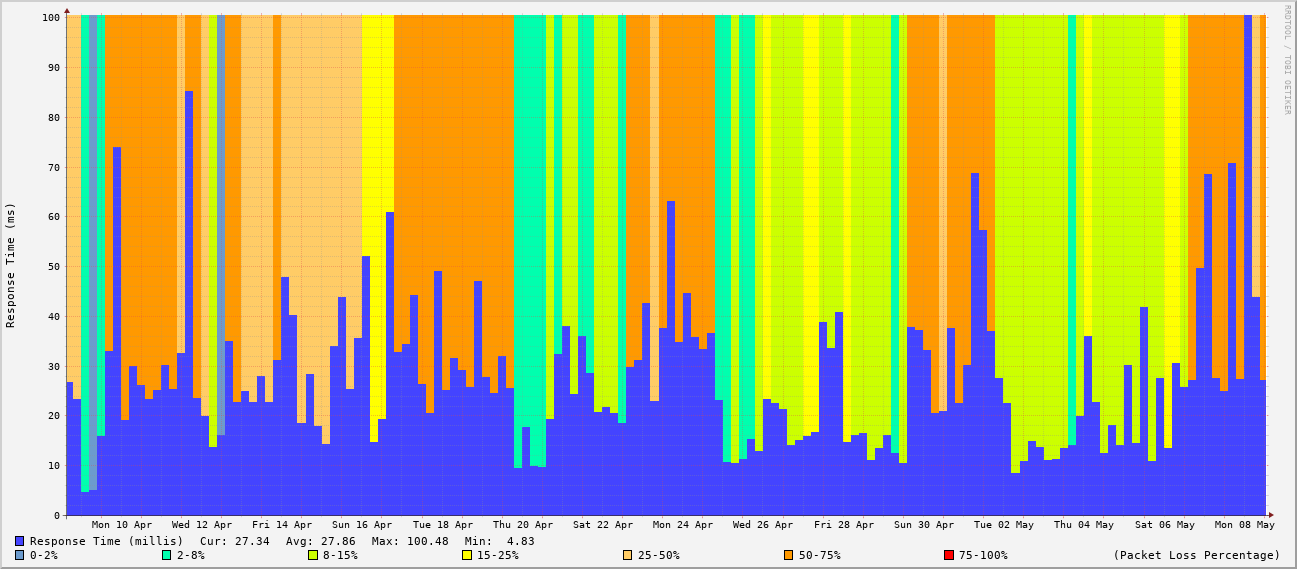 100
90
80
70
60
50
40
30
20
10
0
Response Time (ms)
RRDTOOL / TOBI OETIKER
Mon 10 Apr Wed 12 Apr Fri 14 Apr Sun 16 Apr Tue 18 Apr Thu 20 Apr Sat 22 Apr Mon 24 Apr Wed 26 Apr Fri 28 Apr Sun 30 Apr Tue 02 May Thu 04 May Sat 06 May Mon 08 May
Response Time (millis) Cur: 27.34 Avg: 27.86 Max: 100.48 Min: 4.83
0-2% 2-8% 8-15% 15-25% 25-50% 50-75% 75-100% (Packet Loss Percentage)